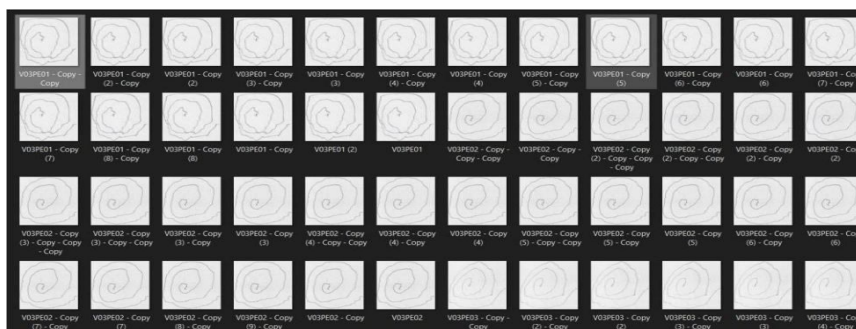 V03PE01 - Copy - Copy
V03PE01 - Copy (2) - Copy
V03PE01 - Copy (2)
V03PE01 - Copy (3) - Copy
V03PE01 - Copy (3)
V03PE01 - Copy (4) - Copy
V03PE01 - Copy (4)
V03PE01 - Copy (5) - Copy
V03PE01 - Copy (5)
V03PE01 - Copy (6) - Copy
V03PE01 - Copy (6)
V03PE01 - Copy (7) - Copy
V03PE01 - Copy (7)
V03PE01 - Copy (8) - Copy
V03PE01 - Copy (8)
V03PE01 - Copy
V03PE01 (2)
V03PE01
V03PE02 - Copy - Copy - Copy
V03PE02 - Copy - Copy
V03PE02 - Copy (2) - Copy - Copy - Copy
V03PE02 - Copy (2) - Copy - Copy
V03PE02 - Copy (2) - Copy
V03PE02 - Copy (2)
V03PE02 - Copy (3) - Copy - Copy - Copy
V03PE02 - Copy (3) - Copy - Copy
V03PE02 - Copy (3) - Copy
V03PE02 - Copy (3)
V03PE02 - Copy (4) - Copy - Copy
V03PE02 - Copy (4) - Copy
V03PE02 - Copy (4)
V03PE02 - Copy (5) - Copy - Copy
V03PE02 - Copy (5) - Copy
V03PE02 - Copy (5)
V03PE02 - Copy (6) - Copy
V03PE02 - Copy (6)
V03PE02 - Copy (7) - Copy
V03PE02 - Copy (7)
V03PE02 - Copy (8) - Copy
V03PE02 - Copy (9) - Copy
V03PE02 - Copy
V03PE02
V03PE03 - Copy - Copy
V03PE03 - Copy (2) - Copy
V03PE03 - Copy (2)
V03PE03 - Copy (3) - Copy
V03PE03 - Copy (3)
V03PE03 - Copy (4) - Copy